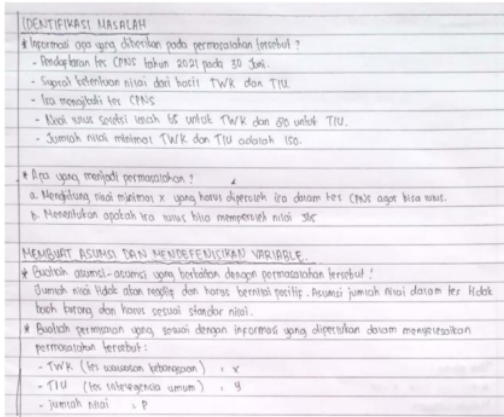 IDENTIFIKASI MASALAH
* Informasi apa yang diberikan pada permasalahan tersebut ?
- Pendaftaran tes CPNS tahun 2021 pada 30 Juni.
- Syarat ketentuan nilai dari hasil TWK dan TIU.
- Ira mengikuti tes CPNS
- Nilai lulus seleksi ialah 65 untuk TWK dan 80 untuk TIU.
- Jumlah nilai minimal TWK dan TIU adalah 150.
* Apa yang menjadi permasalahan ?
a. Menghitung nilai minimal x yang harus diperoleh ira dalam tes CPNS agar bisa lulus.
b. Menentukan apakah ira lulus bila memperoleh nilai
MEMBUAT ASUMSI DAN MENDEFENISIKAN VARIABLE.
* Buatlah asumsi-asumsi yang berkaitan dengan permasalahan tersebut !
Jumlah nilai tidak akan negatif dan harus bernilai positif. Asumsi jumlah nilai dalam tes tidak
boleh kurang dan harus sesuai standar nilai.
* Buatlah permisalan yang sesuai dengan informasi yang diperlukan dalam menyelesaikan
permasalahan tersebut :
- TWK (tes wawasan kebangsaan) : x
- TIU (tes intelegencia umum) : y
- jumlah nilai : p